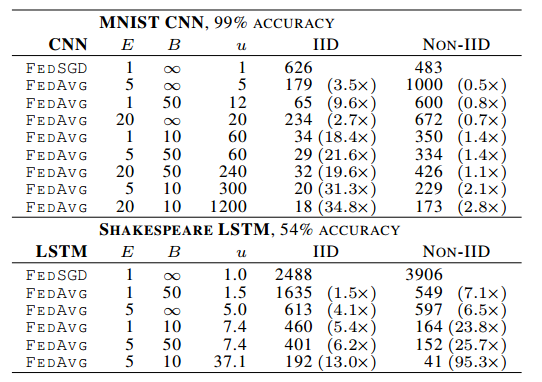 MNIST CNN, 99% ACCURACY
CNN E B u IID NON-IID
FEDSGD 1 ∞ 1 626 483
FEDAVG 5 ∞ 5 179 (3.5×) 1000 (0.5×)
FEDAVG 1 50 12 65 (9.6×) 600 (0.8×)
FEDAVG 20 ∞ 20 234 (2.7×) 672 (0.7×)
FEDAVG 1 10 60 34 (18.4×) 350 (1.4×)
FEDAVG 5 50 60 29 (21.6×) 334 (1.4×)
FEDAVG 20 50 240 32 (19.6×) 426 (1.1×)
FEDAVG 5 10 300 20 (31.3×) 229 (2.1×)
FEDAVG 20 10 1200 18 (34.8×) 173 (2.8×)
SHAKESPEARE LSTM, 54% ACCURACY
LSTM E B u IID NON-IID
FEDSGD 1 ∞ 1.0 2488 3906
FEDAVG 1 50 1.5 1635 (1.5×) 549 (7.1×)
FEDAVG 5 ∞ 5.0 613 (4.1×) 597 (6.5×)
FEDAVG 1 10 7.4 460 (5.4×) 164 (23.8×)
FEDAVG 5 50 7.4 401 (6.2×) 152 (25.7×)
FEDAVG 5 10 37.1 192 (13.0×) 41 (95.3×)